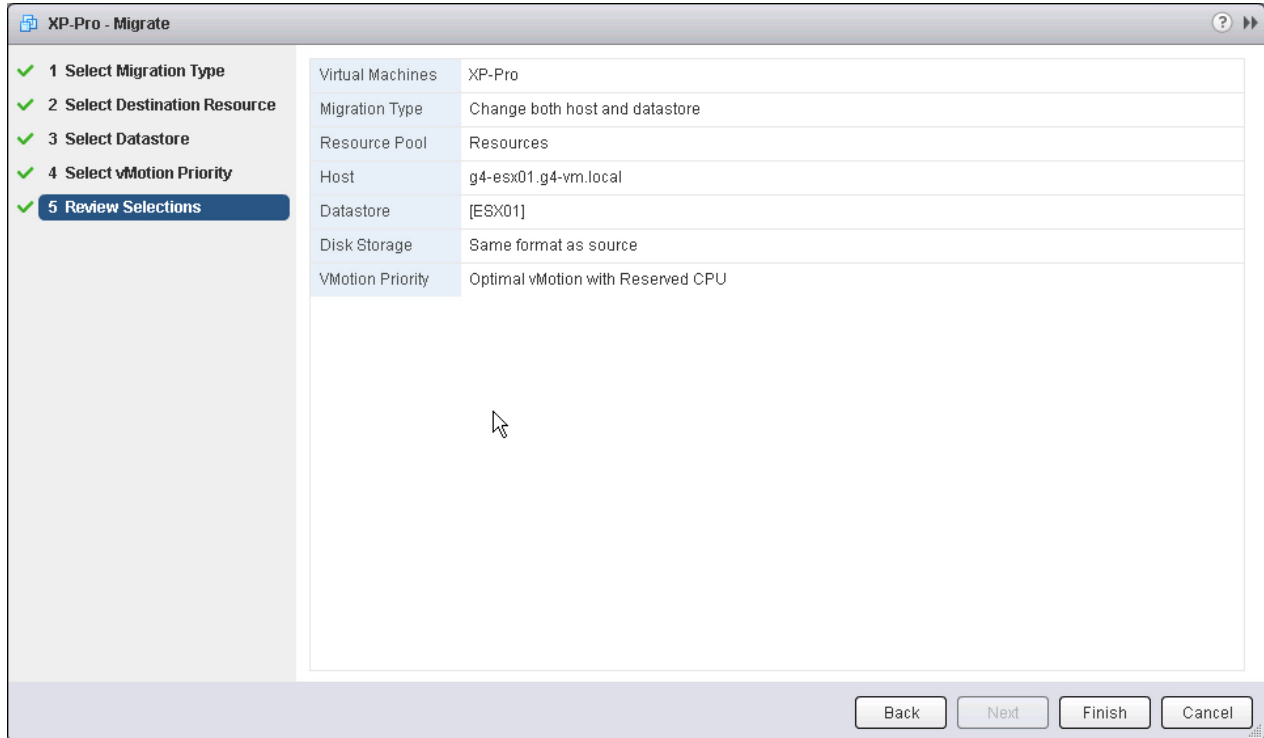 XP-Pro - Migrate
?
1 Select Migration Type
2 Select Destination Resource
3 Select Datastore
4 Select vMotion Priority
5 Review Selections
Virtual Machines XP-Pro
Migration Type Change both host and datastore
Resource Pool Resources
Host g4-esx01.g4-vm.local
Datastore [ESX01]
Disk Storage Same format as source
VMotion Priority Optimal vMotion with Reserved CPU
Back Next Finish Cancel